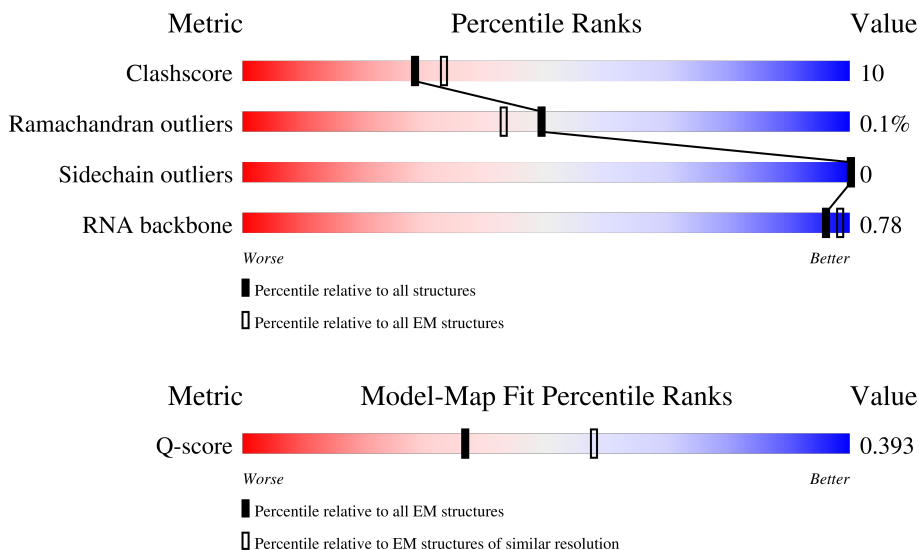 Metric Percentile Ranks Value
Clashscore 10
Ramachandran outliers 0.1%
Sidechain outliers 0
RNA backbone 0.78
Worse Better
Percentile relative to all structures
Percentile relative to all EM structures
Metric Model-Map Fit Percentile Ranks Value
Q-score 0.393
Worse Better
Percentile relative to all EM structures
Percentile relative to EM structures of similar resolution